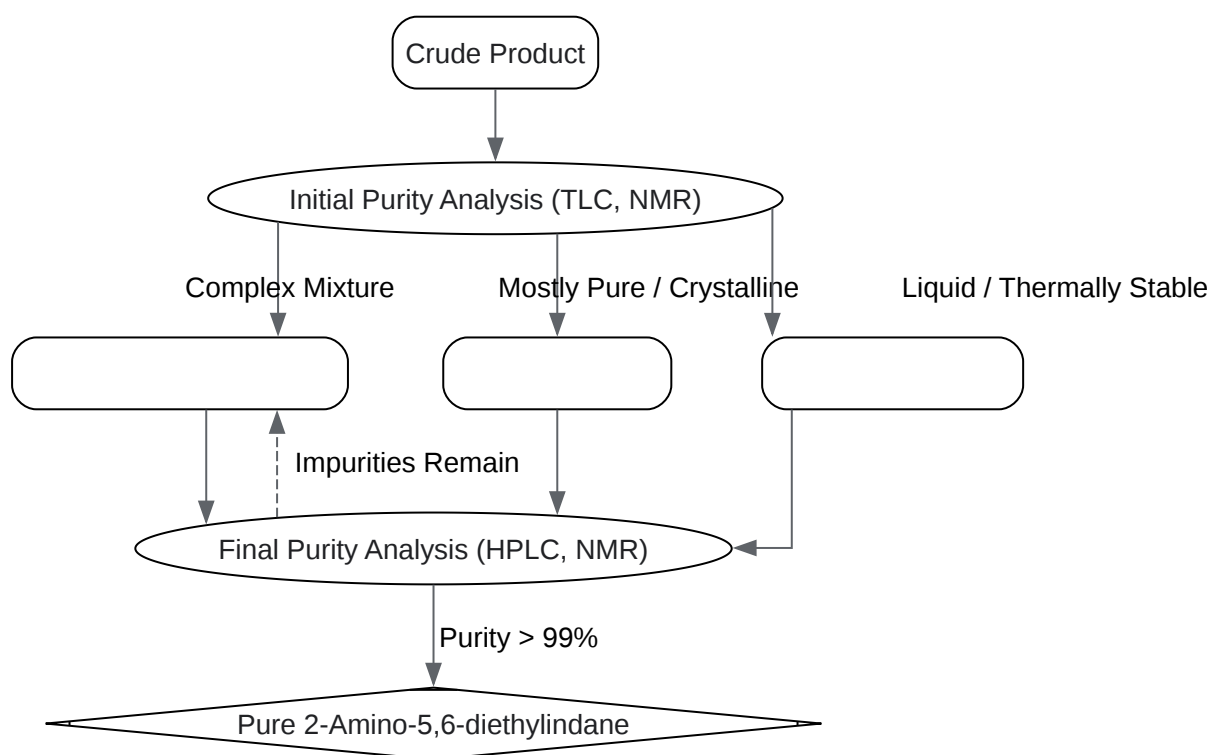 Crude Product
Initial Purity Analysis (TLC, NMR)
Complex Mixture
Mostly Pure / Crystalline
Liquid / Thermally Stable
Impurities Remain
Final Purity Analysis (HPLC, NMR)
Purity > 99%
Pure 2-Amino-5,6-diethylindane